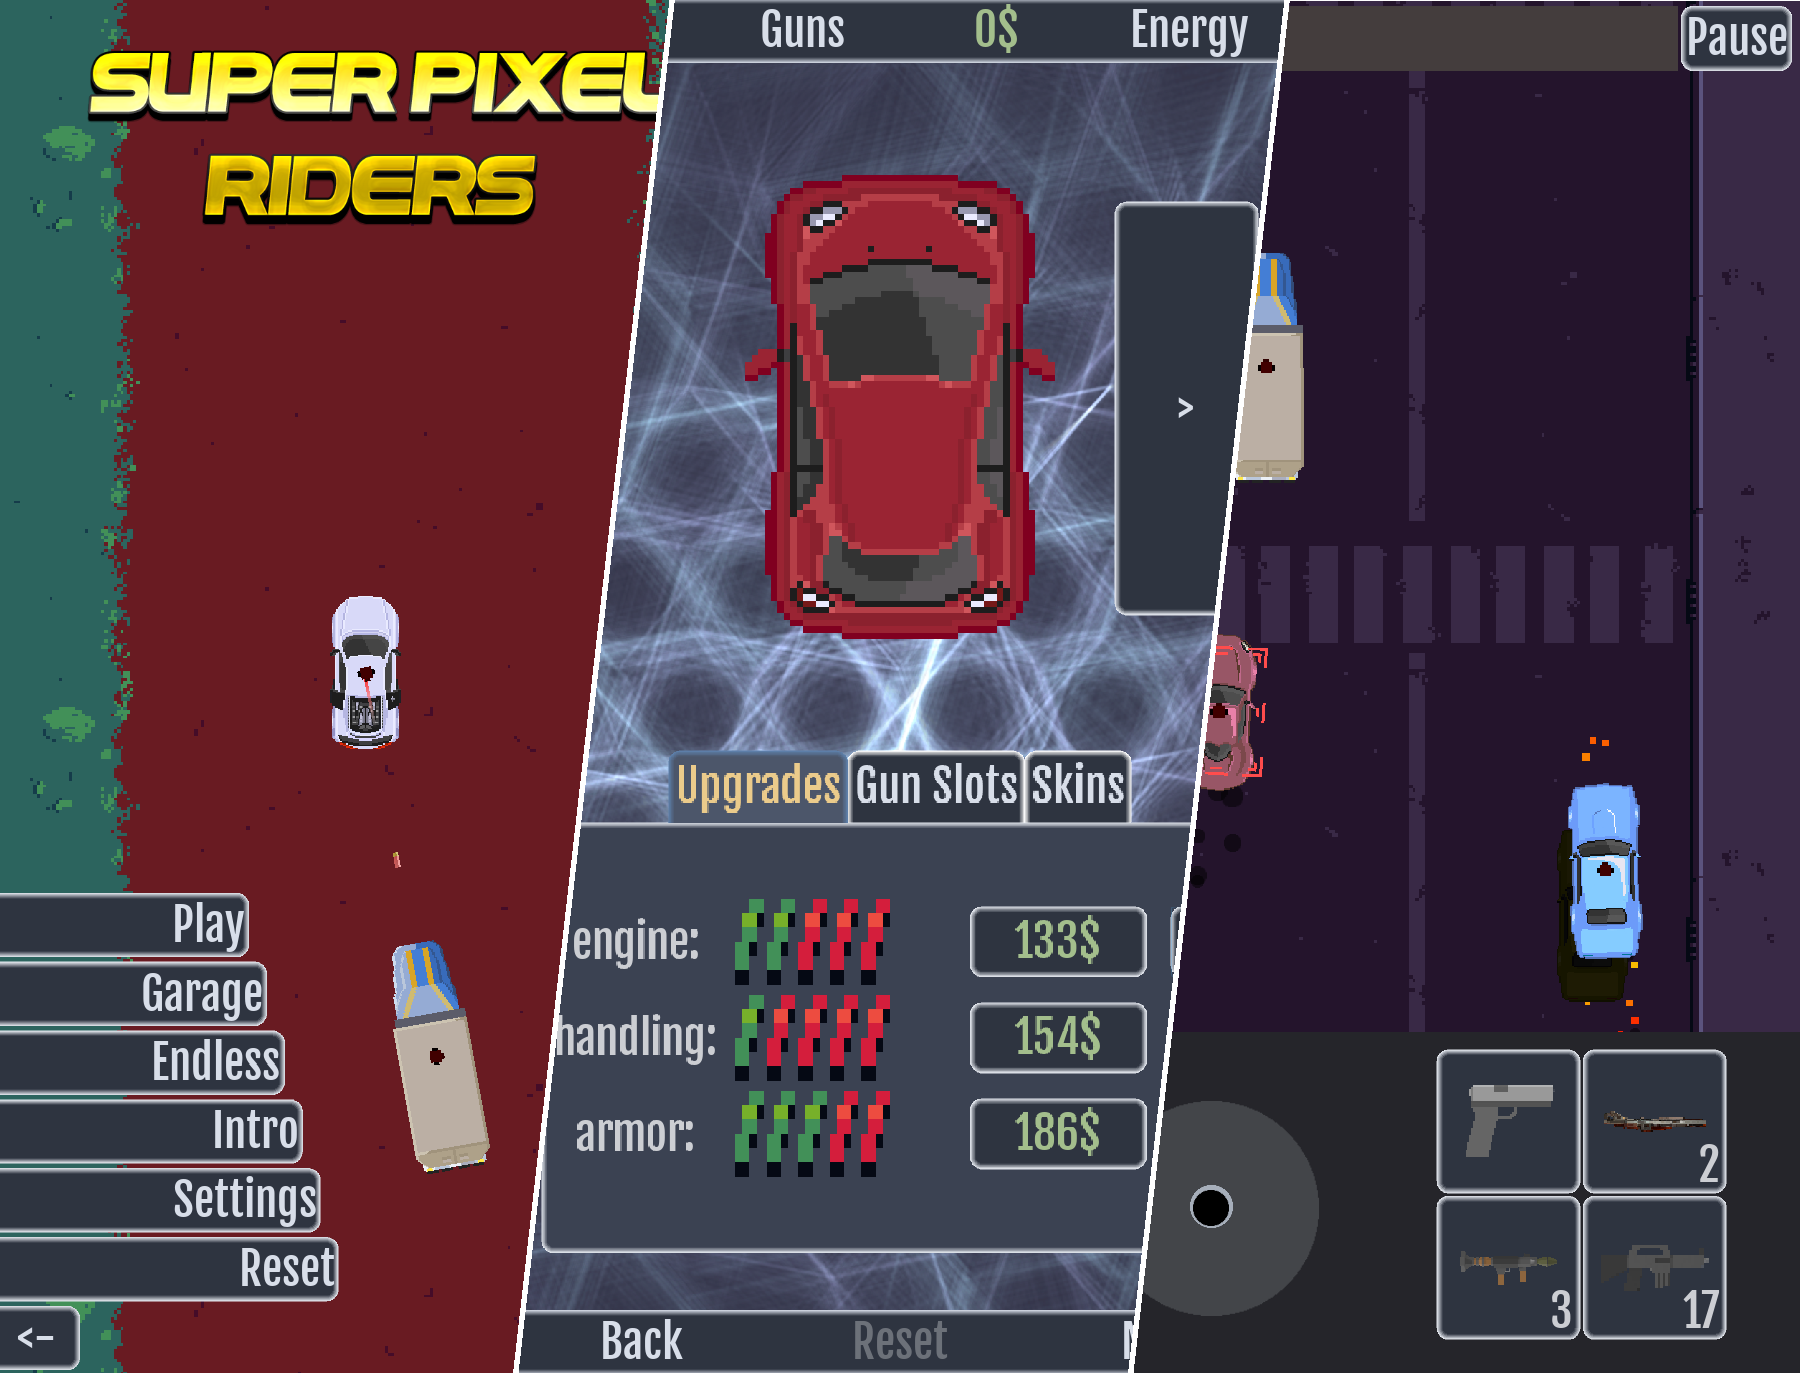 SUPER PIXEL
RIDERS
Play
Garage
Endless
Intro
Settings
Reset
<-
Guns 0$ Energy
>
Upgrades Gun Slots Skins
engine: 133$
handling: 154$
armor: 186$
Back Reset
Pause
2
3 17